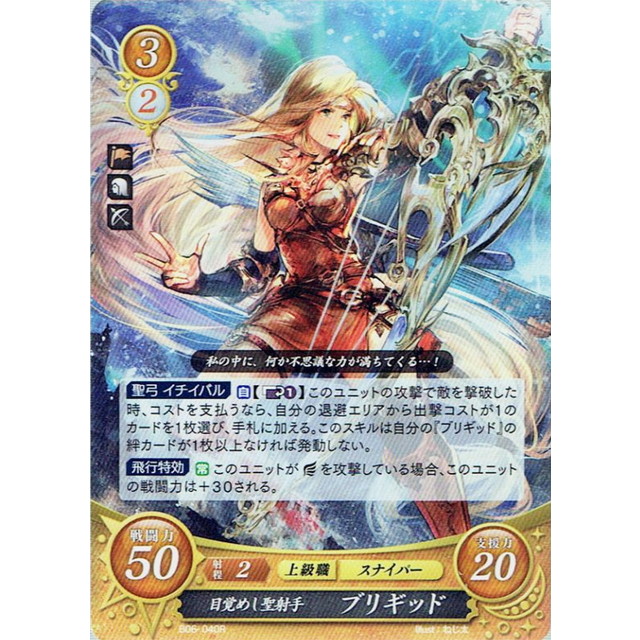 3
2
私の中に、何か不思議な力が満ちてくる…！
聖弓 イチイバル 自【1】このユニットの攻撃で敵を撃破した
時、コストを支払うなら、自分の退避エリアから出撃コストが1の
カードを1枚選び、手札に加える。このスキルは自分の『ブリギッド』の
絆カードが1枚以上なければ発動しない。
飛行特効 常 このユニットが を攻撃している場合、このユニット
の戦闘力は＋30される。
戦闘力 50
射程 2 上級職 スナイパー
支援力 20
目覚めし聖射手 ブリギッド
B06-040R
Illust：ねじ太